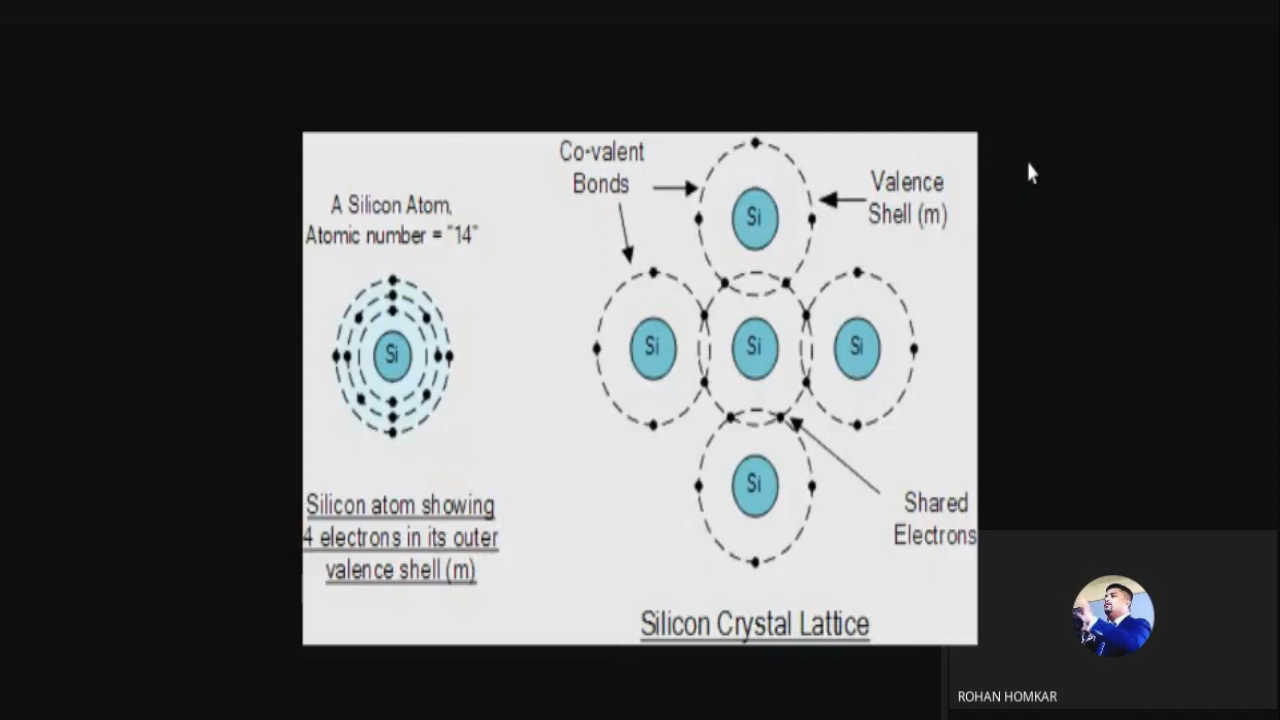 A Silicon Atom,
Atomic number = "14"
Si
Silicon atom showing
4 electrons in its outer
valence shell (m)
Co-valent
Bonds
Valence
Shell (m)
Si
Si
Si
Si
Si
Shared
Electrons
Silicon Crystal Lattice
ROHAN HOMKAR